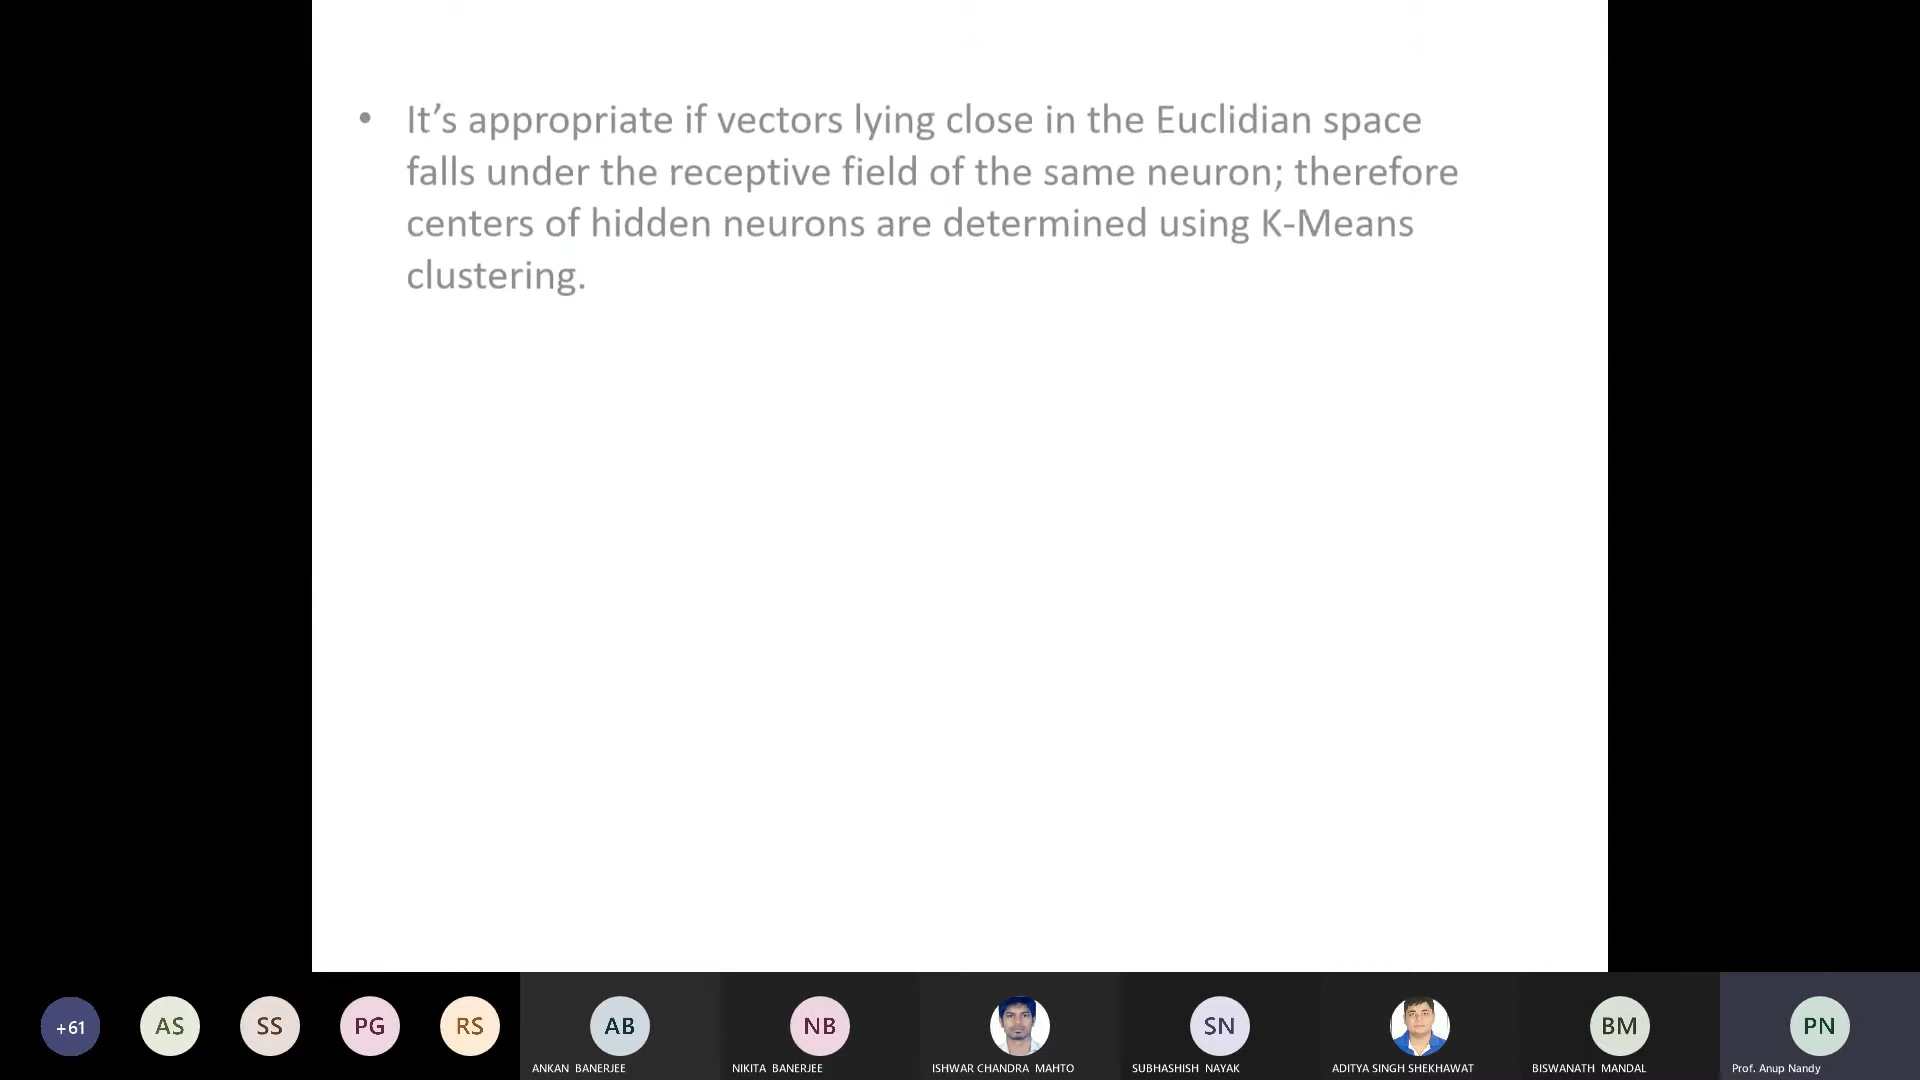 • It’s appropriate if vectors lying close in the Euclidian space
falls under the receptive field of the same neuron; therefore
centers of hidden neurons are determined using K-Means
clustering.
+61
AS
SS
PG
RS
AB
NB
SN
BM
PN
ANKAN BANERJEE
NIKITA BANERJEE
ISHWAR CHANDRA MAHTO
SUBHASHISH NAYAK
ADITYA SINGH SHEKHAWAT
BISWANATH MANDAL
Prof. Anup Nandy